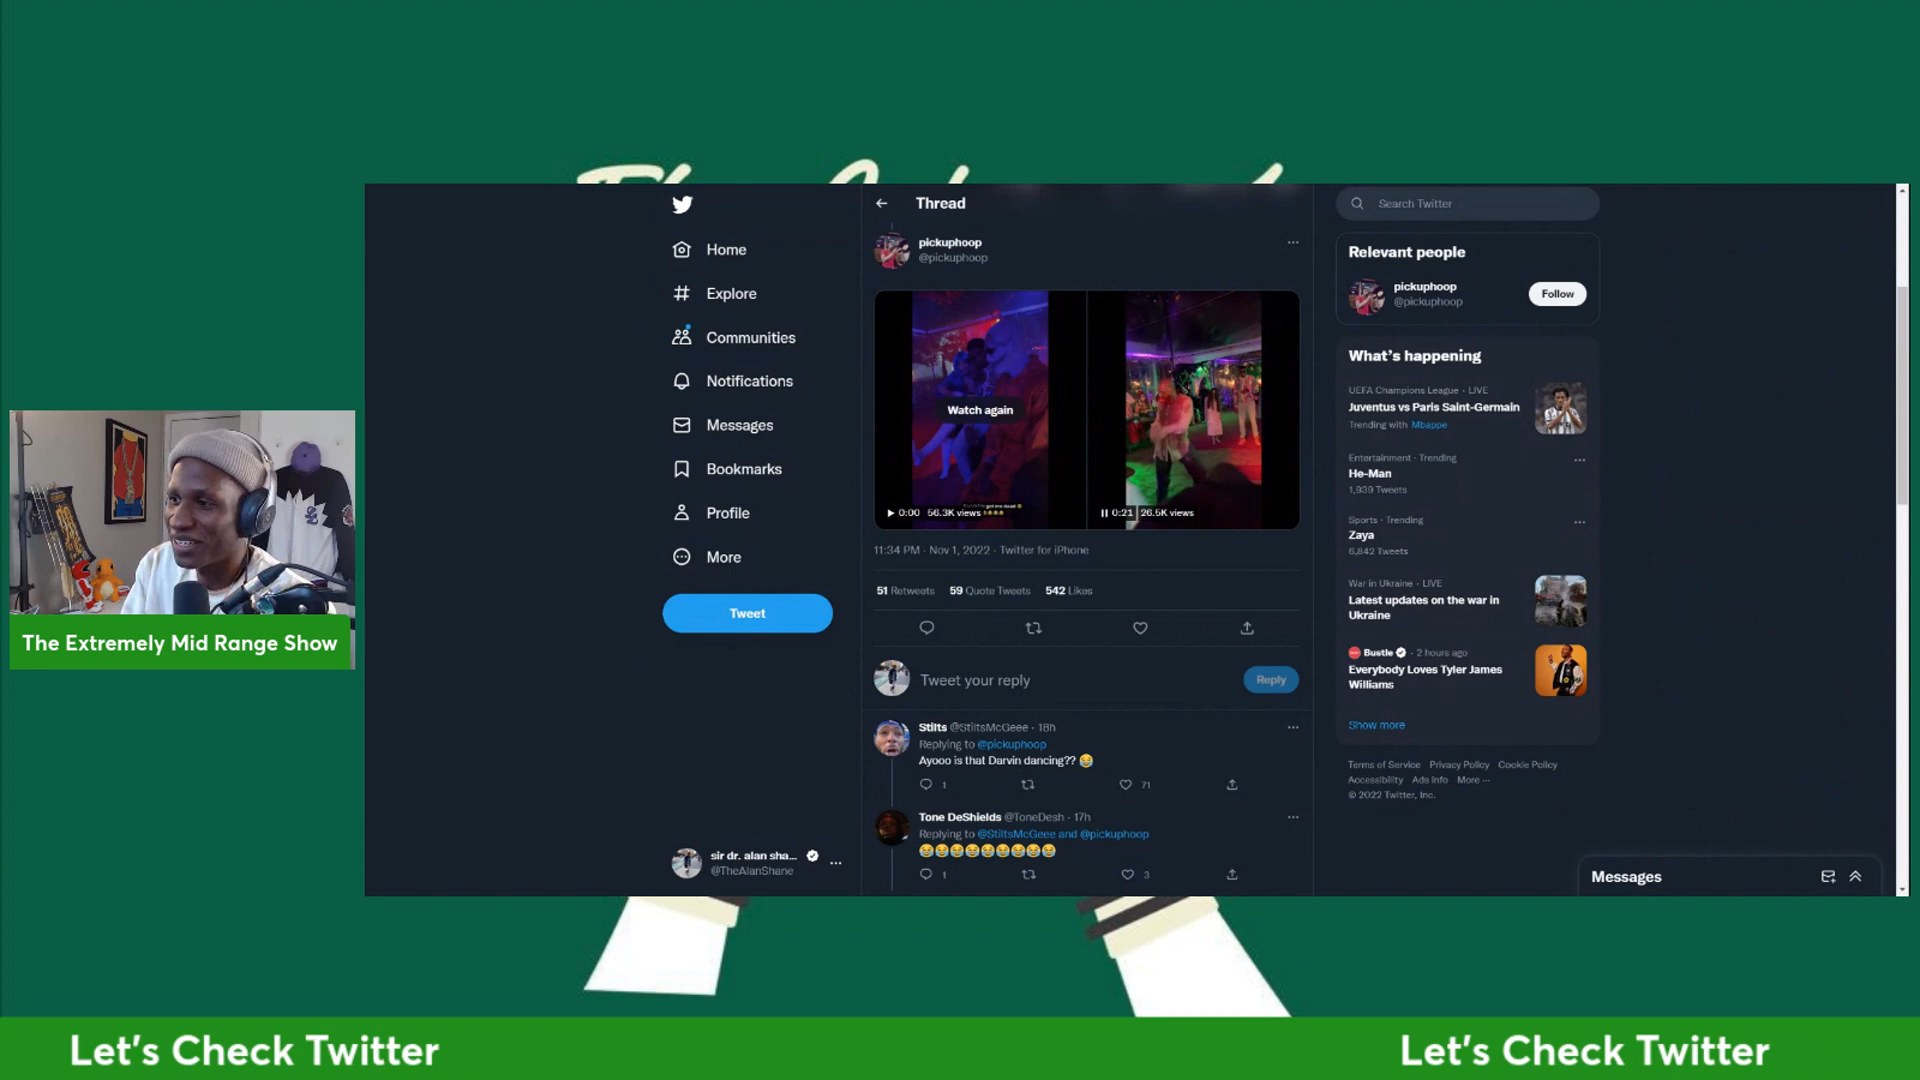 Thread
pickuphoop
@pickuphoop
Watch again
0:00 56.3K views
0:21 26.5K views
11:34 PM · Nov 1, 2022 · Twitter for iPhone
51 Retweets 59 Quote Tweets 542 Likes
Tweet your reply
Reply
Stilts @StiltsMcGeee · 18h
Replying to @pickuphoop
Ayooo is that Darvin dancing?? 😂
1
71
Tone DeShields @ToneDesh · 17h
Replying to @StiltsMcGeee and @pickuphoop
😂😂😂😂😂😂😂😂😂
1
3
Home
Explore
Communities
Notifications
Messages
Bookmarks
Profile
More
Tweet
sir dr. alan sha...
@TheAlanShane
Search Twitter
Relevant people
pickuphoop
@pickuphoop
Follow
What's happening
UEFA Champions League · LIVE
Juventus vs Paris Saint-Germain
Trending with Mbappe
Entertainment · Trending
He-Man
1,939 Tweets
Sports · Trending
Zaya
6,842 Tweets
War in Ukraine · LIVE
Latest updates on the war in
Ukraine
Bustle · 2 hours ago
Everybody Loves Tyler James
Williams
Show more
Terms of Service Privacy Policy Cookie Policy
Accessibility Ads info More ···
© 2022 Twitter, Inc.
Messages
The Extremely Mid Range Show
Let's Check Twitter
Let's Check Twitter